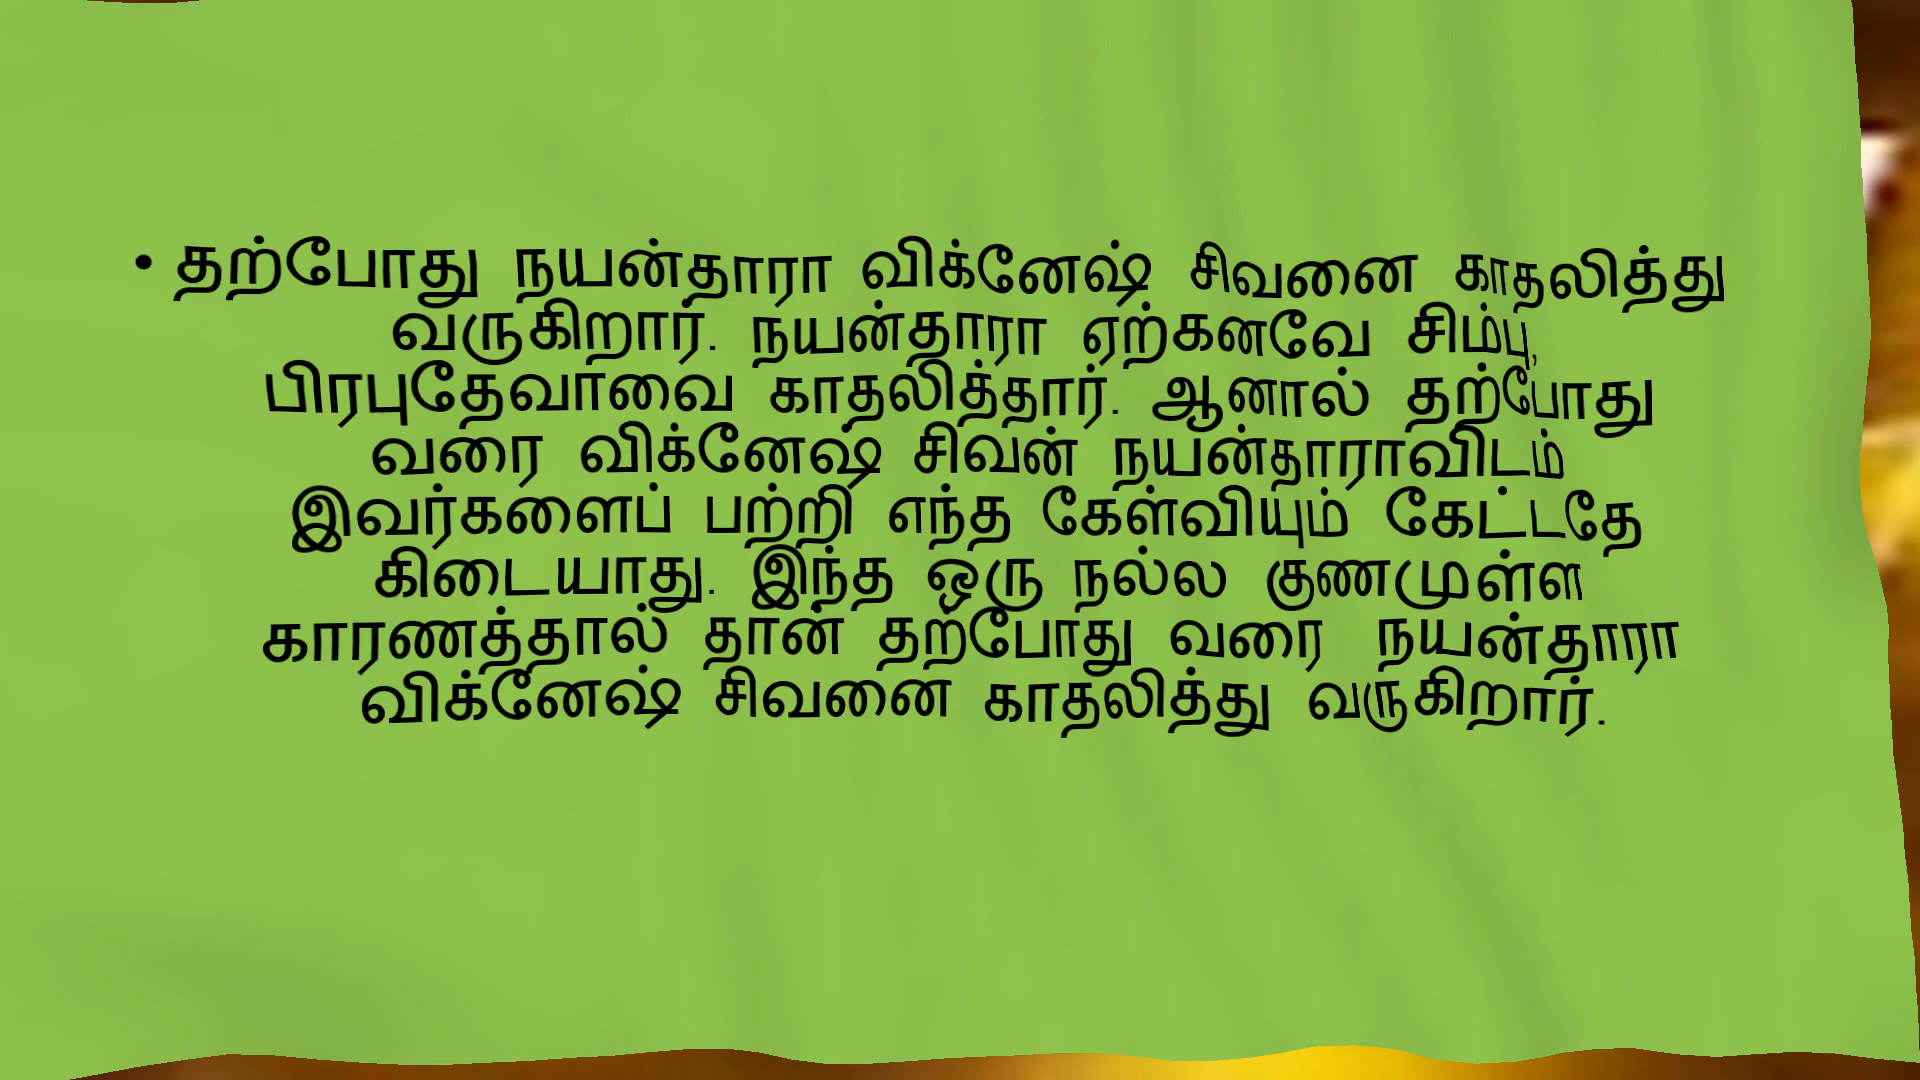 • தற்போது நயன்தாரா விக்னேஷ் சிவனை காதலித்து
வருகிறார். நயன்தாரா ஏற்கனவே சிம்பு,
பிரபுதேவாவை காதலித்தார். ஆனால் தற்போது
வரை விக்னேஷ் சிவன் நயன்தாராவிடம்
இவர்களைப் பற்றி எந்த கேள்வியும் கேட்டதே
கிடையாது. இந்த ஒரு நல்ல குணமுள்ள
காரணத்தால் தான் தற்போது வரை நயன்தாரா
விக்னேஷ் சிவனை காதலித்து வருகிறார்.